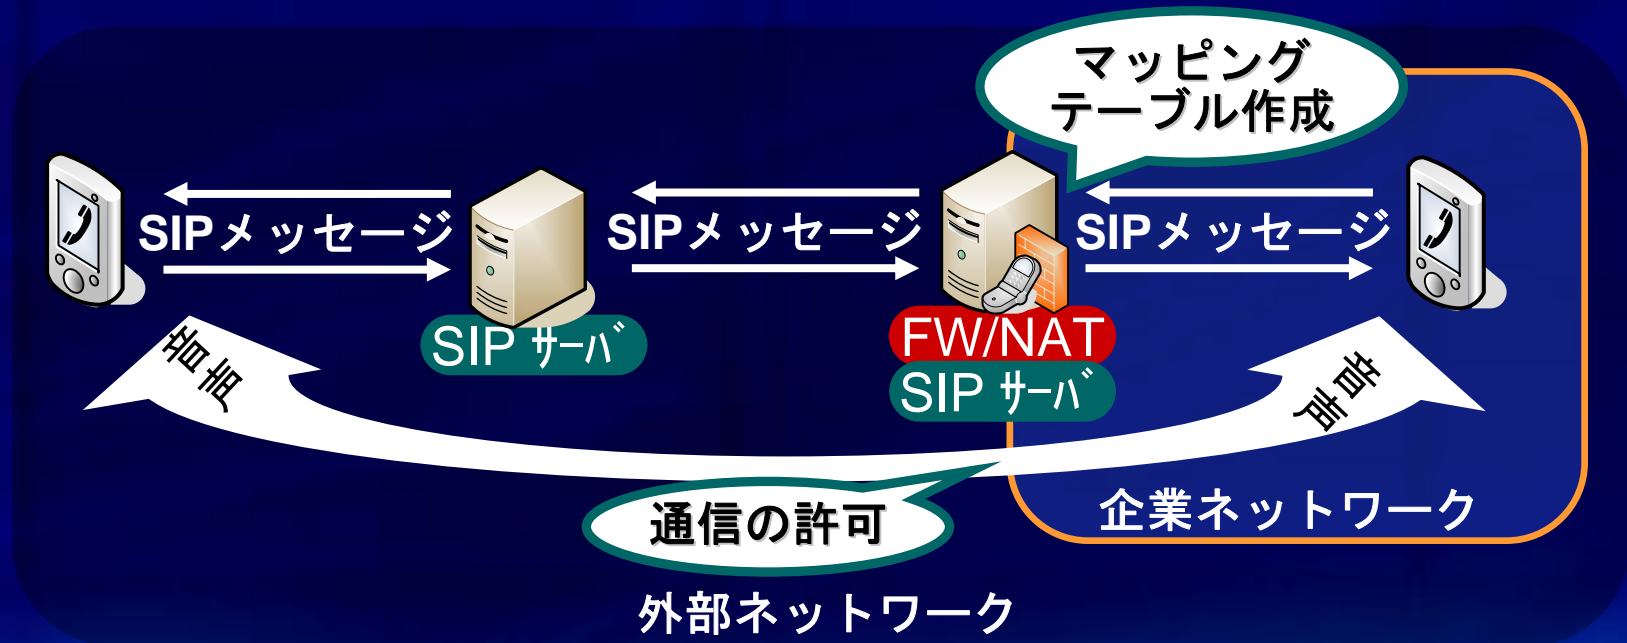 マッピング
テーブル作成
SIPメッセージ
SIPメッセージ
SIPメッセージ
SIP サーバ
FW/NAT
SIP サーバ
音声
音声
通信の許可
企業ネットワーク
外部ネットワーク